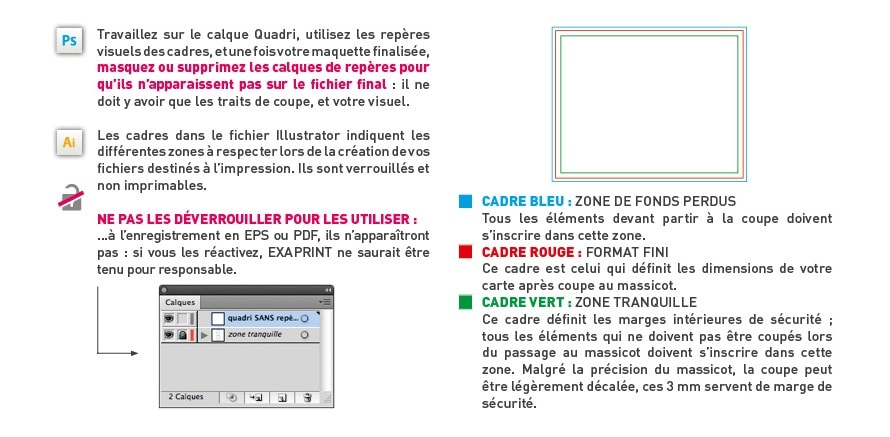 Ps
Travaillez sur le calque Quadri, utilisez les repères
visuels des cadres, et une fois votre maquette finalisée,
masquez ou supprimez les calques de repères pour
qu'ils n'apparaissent pas sur le fichier final : il ne
doit y avoir que les traits de coupe, et votre visuel.
Ai
Les cadres dans le fichier Illustrator indiquent les
différentes zones à respecter lors de la création de vos
fichiers destinés à l'impression. Ils sont verrouillés et
non imprimables.
NE PAS LES DÉVERROUILLER POUR LES UTILISER :
...à l'enregistrement en EPS ou PDF, ils n'apparaîtront
pas : si vous les réactivez, EXAPRINT ne saurait être
tenu pour responsable.
Calques
quadri SANS repè...
zone tranquille
2 Calques
CADRE BLEU : ZONE DE FONDS PERDUS
Tous les éléments devant partir à la coupe doivent
s'inscrire dans cette zone.
CADRE ROUGE : FORMAT FINI
Ce cadre est celui qui définit les dimensions de votre
carte après coupe au massicot.
CADRE VERT : ZONE TRANQUILLE
Ce cadre définit les marges intérieures de sécurité ;
tous les éléments qui ne doivent pas être coupés lors
du passage au massicot doivent s'inscrire dans cette
zone. Malgré la précision du massicot, la coupe peut
être légèrement décalée, ces 3 mm servent de marge de
sécurité.